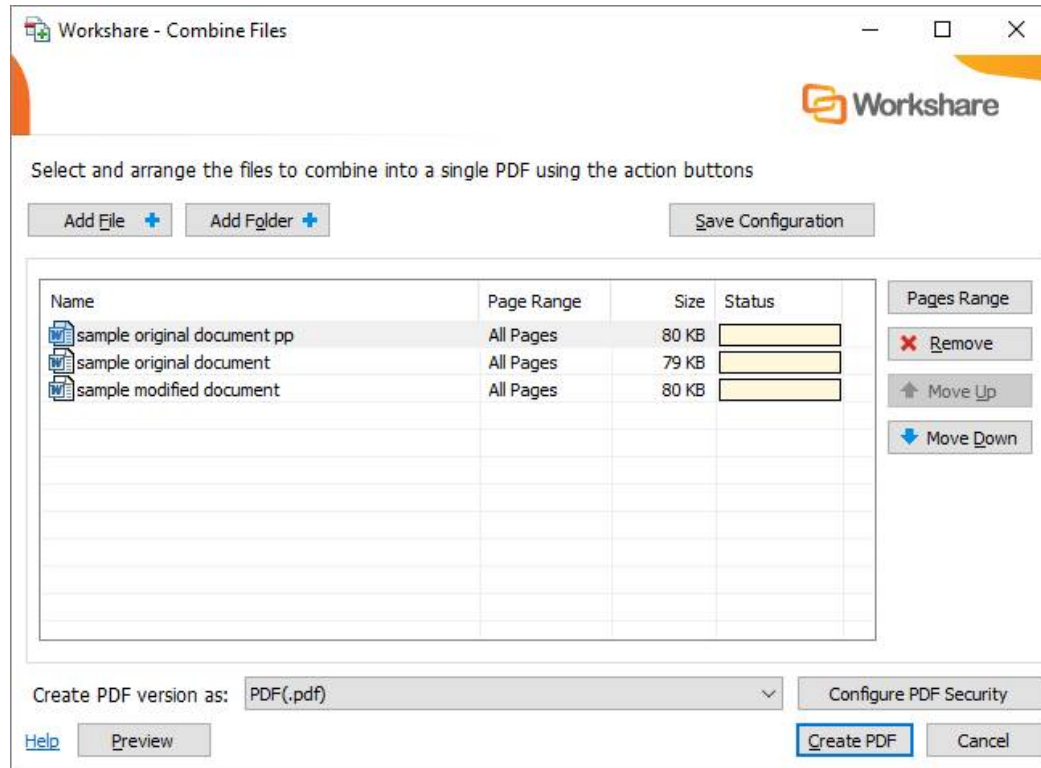 Workshare - Combine Files
Workshare
Select and arrange the files to combine into a single PDF using the action buttons
Add File Add Folder Save Configuration
Name Page Range Size Status Pages Range
sample original document pp All Pages 80 KB
Remove
sample original document All Pages 79 KB
sample modified document All Pages 80 KB Move Up
Move Down
Create PDF version as: PDF(.pdf) Configure PDF Security
Help Preview Create PDF Cancel